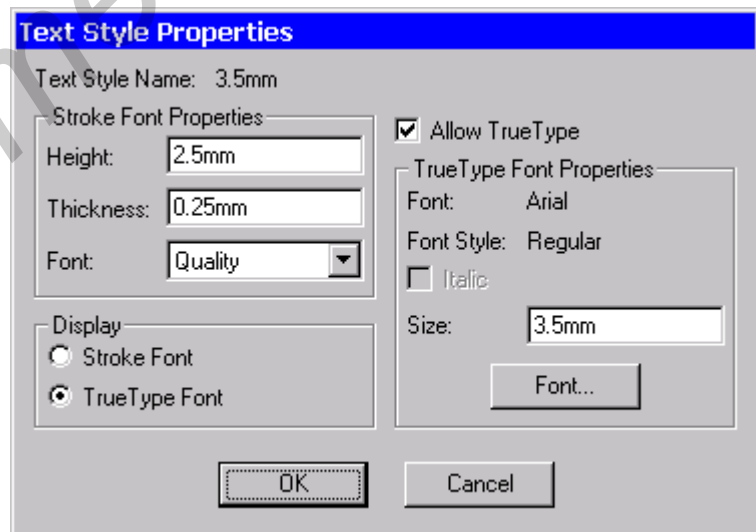 Text Style Properties
Text Style Name: 3.5mm
Stroke Font Properties
Height: 2.5mm
Thickness: 0.25mm
Font: Quality
Display
Stroke Font
TrueType Font
Allow TrueType
TrueType Font Properties
Font: Arial
Font Style: Regular
Italic
Size: 3.5mm
Font...
OK
Cancel